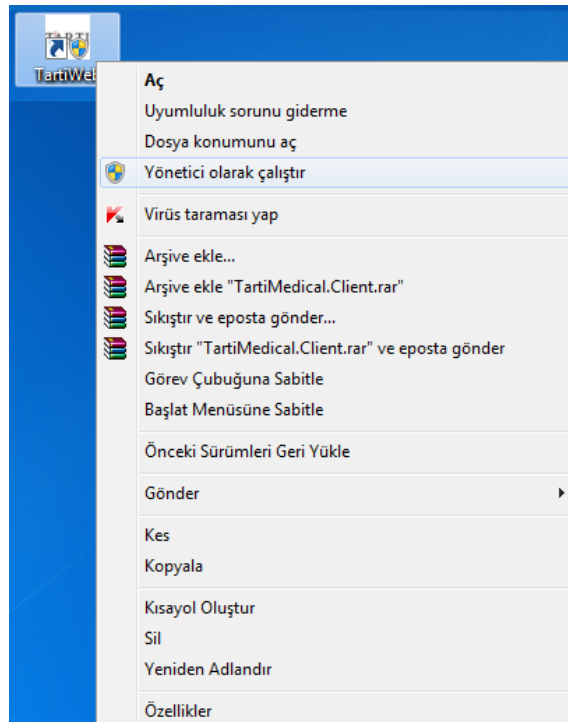 TARTI
TartiWeb
Aç
Uyumluluk sorunu giderme
Dosya konumunu aç
Yönetici olarak çalıştır
Virüs taraması yap
Arşive ekle...
Arşive ekle "TartiMedical.Client.rar"
Sıkıştır ve eposta gönder...
Sıkıştır "TartiMedical.Client.rar" ve eposta gönder
Görev Çubuğuna Sabitle
Başlat Menüsüne Sabitle
Önceki Sürümleri Geri Yükle
Gönder
Kes
Kopyala
Kısayol Oluştur
Sil
Yeniden Adlandır
Özellikler